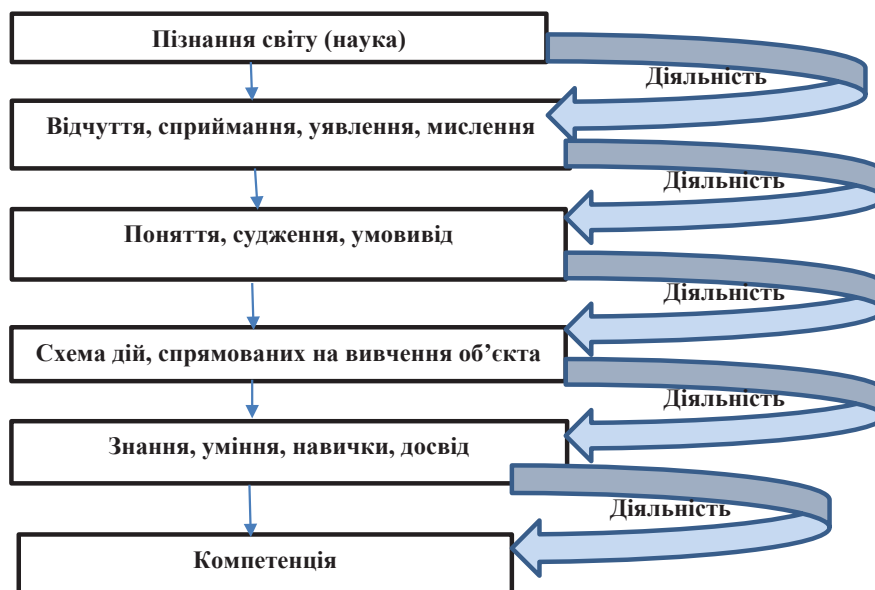 Пізнання світу (наука)
Діяльність
Відчуття, сприймання, уявлення, мислення
Діяльність
Поняття, судження, умовивід
Діяльність
Схема дій, спрямованих на вивчення об’єкта
Діяльність
Знання, уміння, навички, досвід
Діяльність
Компетенція